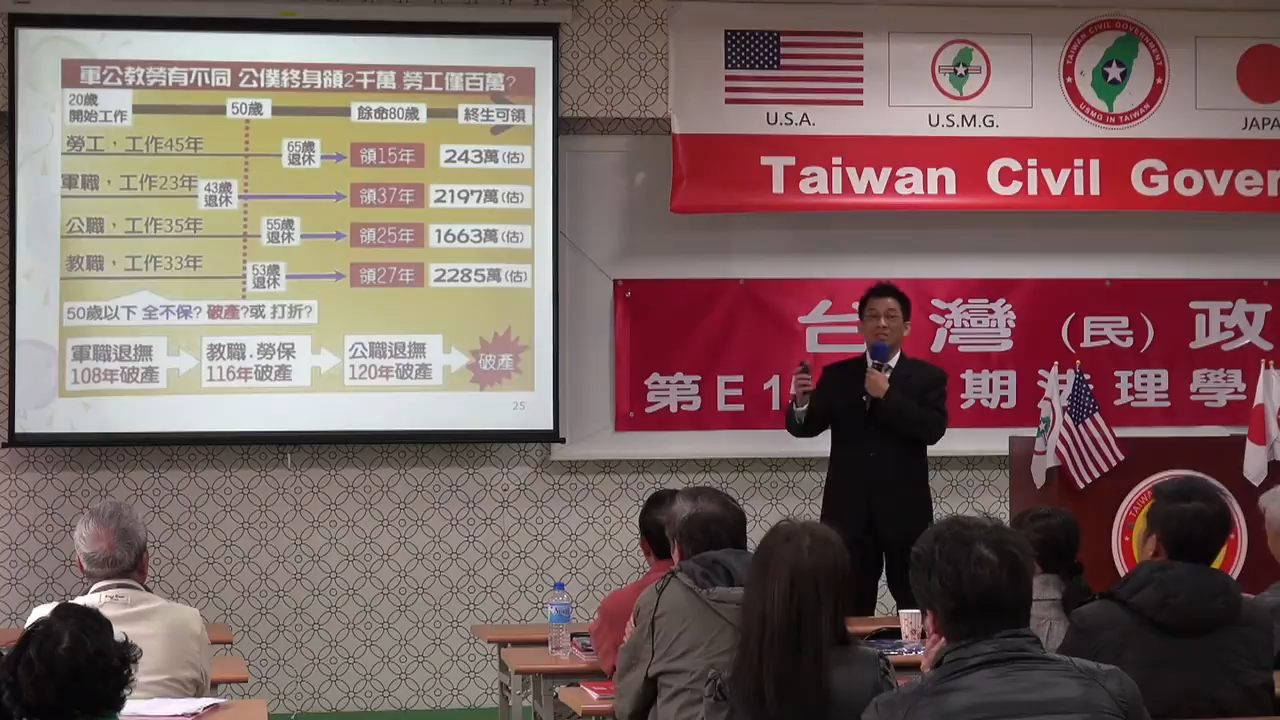 軍公教勞有不同 公僕終身領2千萬 勞工僅百萬?
20歲
開始工作
50歲
餘命80歲
終生可領
勞工，工作45年
65歲
退休
領15年
243萬(估)
軍職，工作23年
43歲
退休
領37年
2197萬(估)
公職，工作35年
55歲
退休
領25年
1663萬(估)
教職，工作33年
53歲
退休
領27年
2285萬(估)
50歲以下 全不保? 破產?或 打折?
軍職退撫
108年破產
教職.勞保
116年破產
公職退撫
120年破產
破產
25
U.S.A.
U.S.M.G.
TAIWAN CIVIL GOVERNMENT
USMG IN TAIWAN
JAPA
Taiwan Civil Gover
台灣(民)政
第E1 期 理學